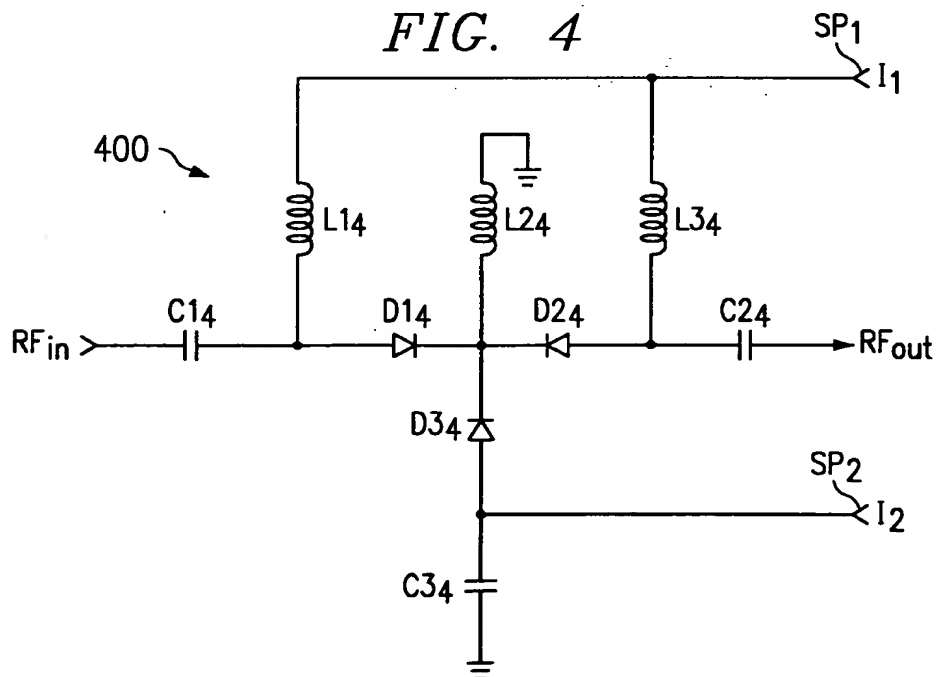 FIG. 4
SP1
I1
400
L14
L24
L34
C14
D14
D24
C24
RFin
RFout
D34
SP2
I2
C34